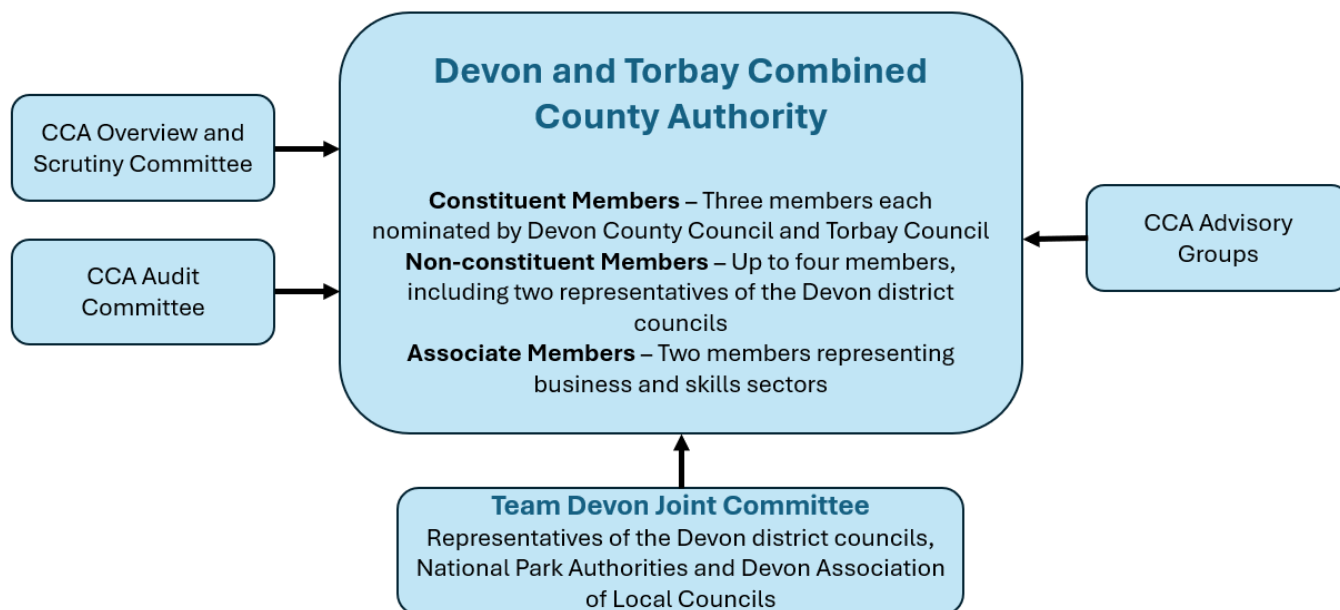 Devon and Torbay Combined
County Authority
CCA Overview and
Scrutiny Committee
CCA Audit
Committee
Constituent Members – Three members each
nominated by Devon County Council and Torbay Council
Non-constituent Members – Up to four members,
including two representatives of the Devon district
councils
Associate Members – Two members representing
business and skills sectors
CCA Advisory
Groups
Team Devon Joint Committee
Representatives of the Devon district councils,
National Park Authorities and Devon Association
of Local Councils